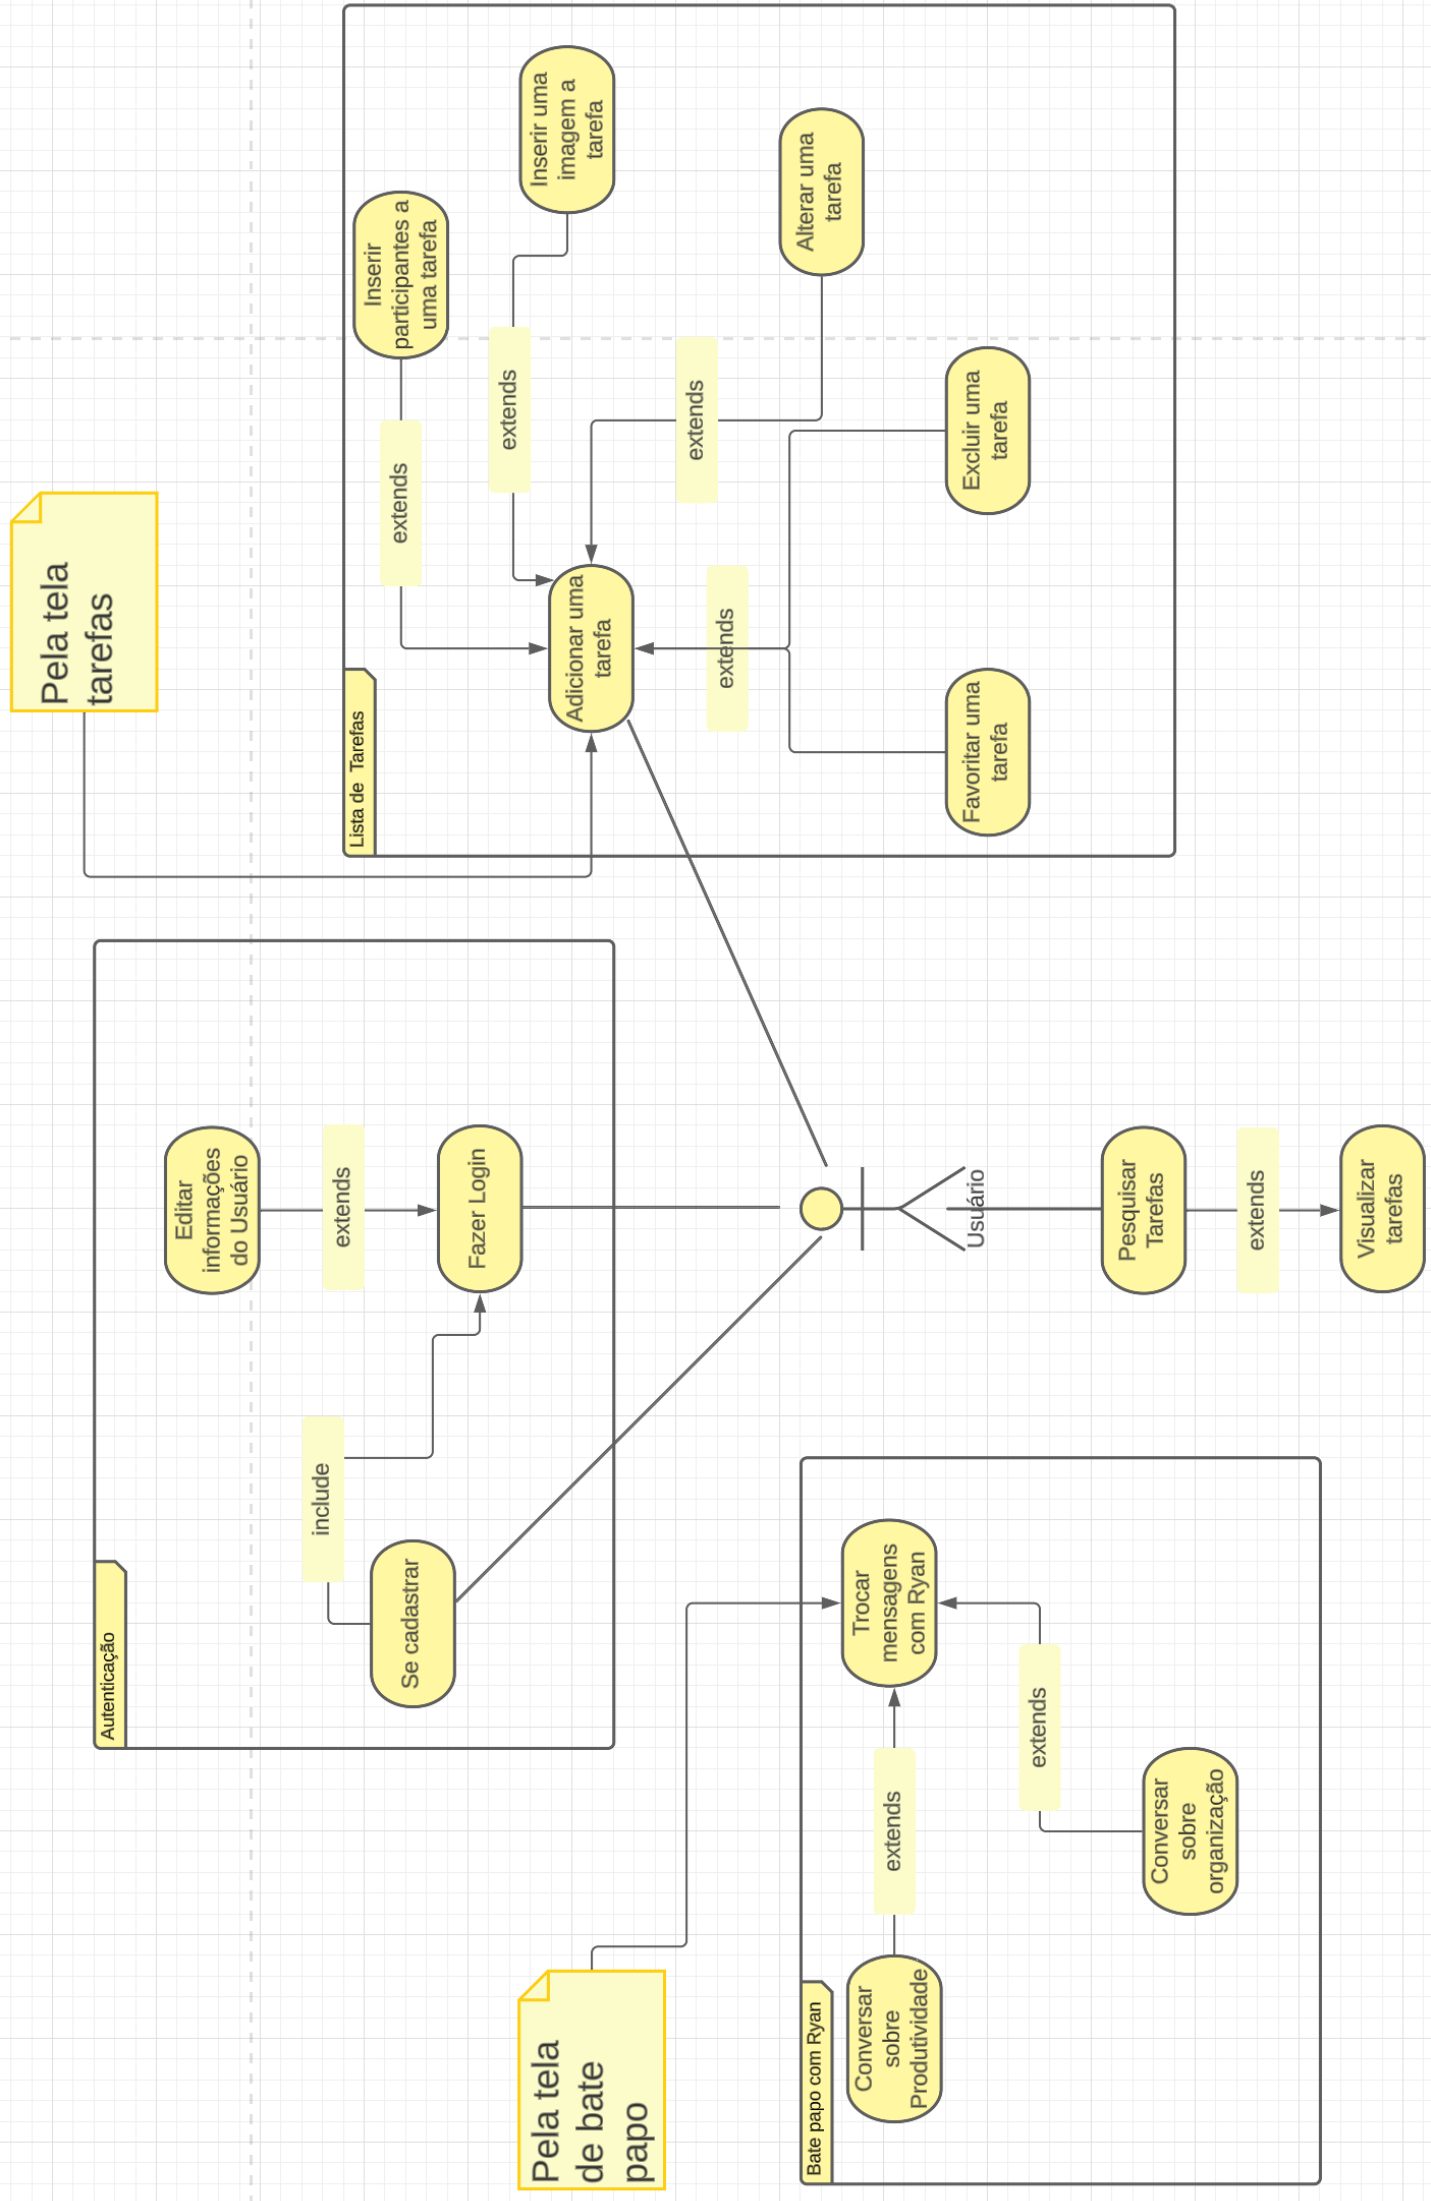 Autenticação
Se cadastrar
include
Editar
informações
do Usuário
extends
Fazer Login
Pela tela
tarefas
Lista de  Tarefas
Inserir
participantes a
uma tarefa
extends
Inserir uma
imagem a
tarefa
extends
Adicionar uma
tarefa
extends
Alterar uma
tarefa
extends
Favoritar uma
tarefa
Excluir uma
tarefa
Pela tela
de bate
papo
Bate papo com Ryan
Conversar
sobre
Produtividade
extends
Trocar
mensagens
com Ryan
extends
Conversar
sobre
organização
Usuário
Pesquisar
Tarefas
extends
Visualizar
tarefas